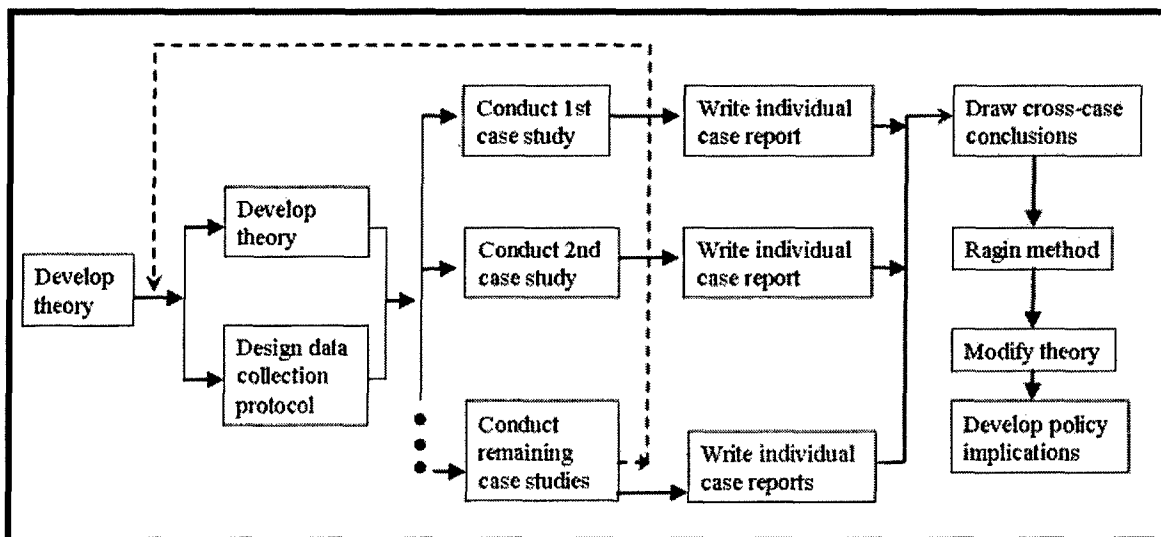 Develop
theory
Develop
theory
Design data
collection
protocol
Conduct 1st
case study
Conduct 2nd
case study
Conduct
remaining
case studies
Write individual
case report
Write individual
case report
Write individual
case reports
Draw cross-case
conclusions
Ragin method
Modify theory
Develop policy
implications